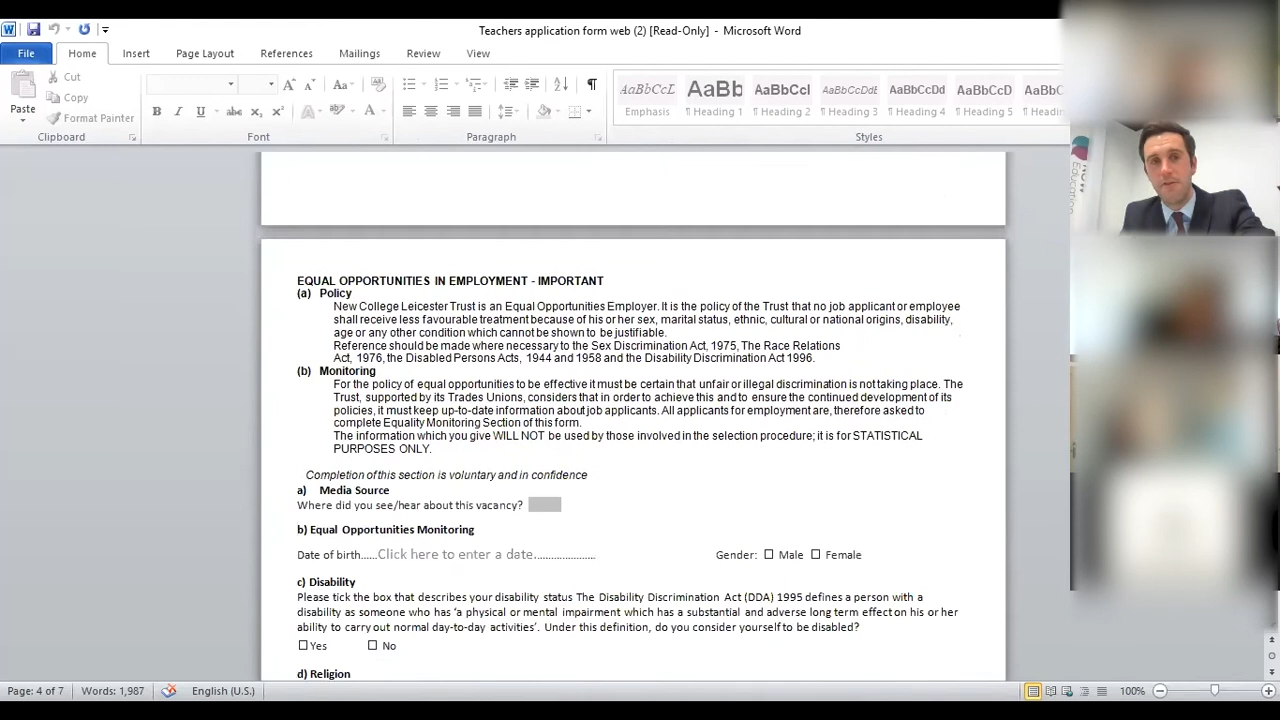 Teachers application form web (2) [Read-Only] - Microsoft Word
File Home Insert Page Layout References Mailings Review View
Paste
Cut
Copy
Format Painter
Clipboard
Aa
B I U abc X₂ X² A
Font
Paragraph
AaBbCcL AaBb AaBbCcI AaBbCcDdE AaBbCcDd AaBbCcD AaBbC
Emphasis ¶ Heading 1 ¶ Heading 2 ¶ Heading 3 ¶ Heading 4 ¶ Heading 5 ¶ Headin
Styles
NOW
Education
EQUAL OPPORTUNITIES IN EMPLOYMENT - IMPORTANT
(a) Policy
New College Leicester Trust is an Equal Opportunities Employer. It is the policy of the Trust that no job applicant or employee
shall receive less favourable treatment because of his or her sex, marital status, ethnic, cultural or national origins, disability,
age or any other condition which cannot be shown to be justifiable.
Reference should be made where necessary to the Sex Discrimination Act, 1975, The Race Relations
Act, 1976, the Disabled Persons Acts, 1944 and 1958 and the Disability Discrimination Act 1996.
(b) Monitoring
For the policy of equal opportunities to be effective it must be certain that unfair or illegal discrimination is not taking place. The
Trust, supported by its Trades Unions, considers that in order to achieve this and to ensure the continued development of its
policies, it must keep up-to-date information about job applicants. All applicants for employment are, therefore asked to
complete Equality Monitoring Section of this form.
The information which you give WILL NOT be used by those involved in the selection procedure; it is for STATISTICAL
PURPOSES ONLY.
Completion of this section is voluntary and in confidence
a) Media Source
Where did you see/hear about this vacancy?
b) Equal Opportunities Monitoring
Date of birth......Click here to enter a date..................... Gender: ☐ Male ☐ Female
c) Disability
Please tick the box that describes your disability status The Disability Discrimination Act (DDA) 1995 defines a person with a
disability as someone who has ‘a physical or mental impairment which has a substantial and adverse long term effect on his or her
ability to carry out normal day-to-day activities’. Under this definition, do you consider yourself to be disabled?
☐ Yes ☐ No
d) Religion
Page: 4 of 7 Words: 1,987 English (U.S.) 100%